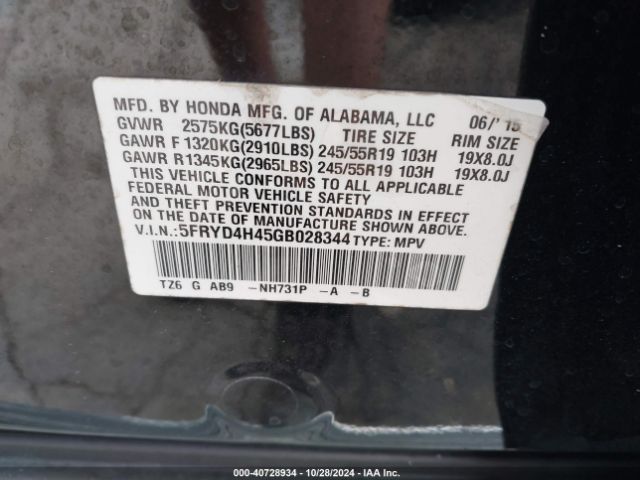 MFD. BY HONDA MFG. OF ALABAMA, LLC 06/'15
GVWR 2575KG(5677LBS) TIRE SIZE RIM SIZE
GAWR F 1320KG(2910LBS) 245/55R19 103H 19X8.0J
GAWR R1345KG(2965LBS) 245/55R19 103H 19X8.0J
THIS VEHICLE CONFORMS TO ALL APPLICABLE
FEDERAL MOTOR VEHICLE SAFETY
AND THEFT PREVENTION STANDARDS IN EFFECT
ON THE DATE OF MANUFACTURE SHOWN ABOVE.
V.I.N.:5FRYD4H45GB028344 TYPE: MPV
TZ6 G AB9 -NH731P -A -B
000-40728934 - 10/28/2024 - IAA Inc.